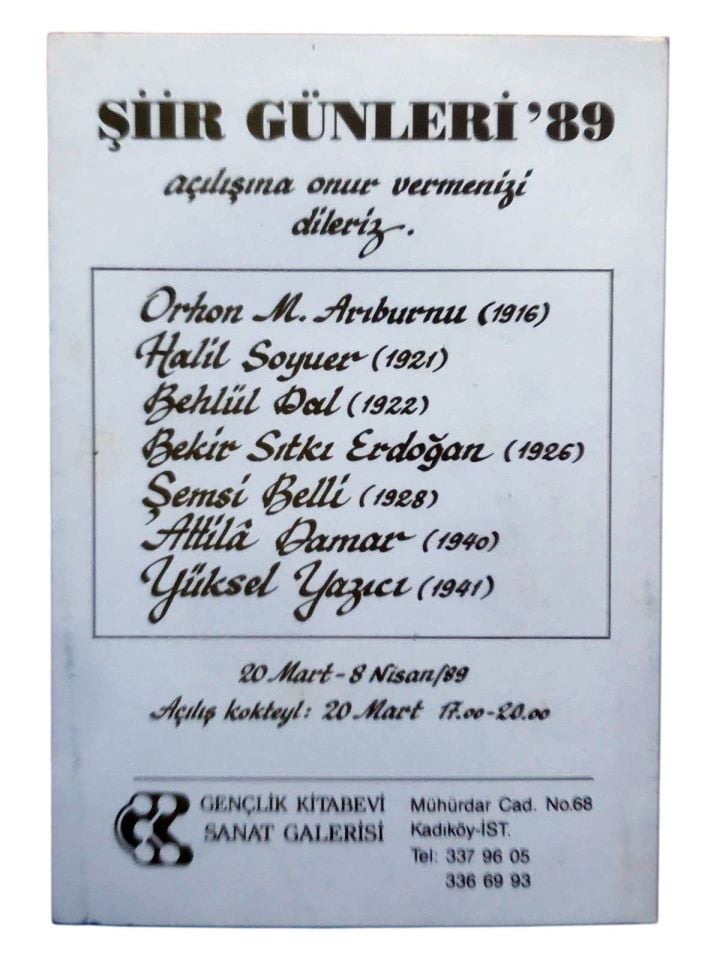 ŞİİR GÜNLERİ '89
açılışına onur vermenizi
dileriz.
Orhon M. Arıburnu (1916)
Halil Soyuer (1921)
Behlül Dal (1922)
Bekir Sıtkı Erdoğan (1926)
Şemsi Belli (1928)
Attilâ Damar (1940)
Yüksel Yazıcı (1941)
20 Mart - 8 Nisan/89
Açılış kokteyl: 20 Mart 17.00-20.00
GENÇLİK KİTABEVİ
SANAT GALERİSİ
Mühürdar Cad. No.68
Kadıköy-İST.
Tel: 337 96 05
336 69 93